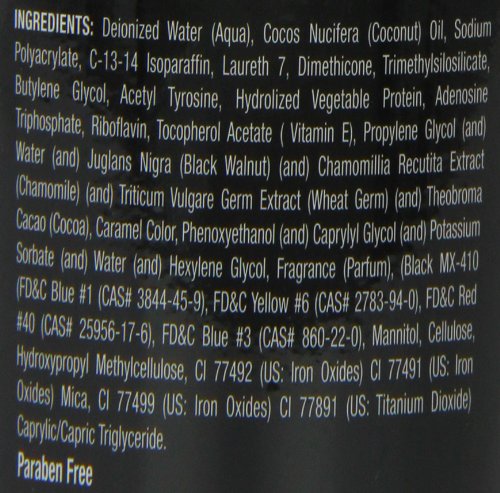 INGREDIENTS: Deionized Water (Aqua), Cocos Nucifera (Coconut) Oil, Sodium
Polyacrylate, C-13-14 Isoparaffin, Laureth 7, Dimethicone, Trimethylsilosilicate,
Butylene Glycol, Acetyl Tyrosine, Hydrolized Vegetable Protein, Adenosine
Triphosphate, Riboflavin, Tocopherol Acetate ( Vitamin E), Propylene Glycol (and)
Water (and) Juglans Nigra (Black Walnut) (and) Chamomillia Recutita Extract
(Chamomile) (and) Triticum Vulgare Germ Extract (Wheat Germ) (and) Theobroma
Cacao (Cocoa), Caramel Color, Phenoxyethanol (and) Caprylyl Glycol (and) Potassium
Sorbate (and) Water (and) Hexylene Glycol, Fragrance (Parfum), (Black MX-410
(FD&C Blue #1 (CAS# 3844-45-9), FD&C Yellow #6 (CAS# 2783-94-0), FD&C Red
#40 (CAS# 25956-17-6), FD&C Blue #3 (CAS# 860-22-0), Mannitol, Cellulose,
Hydroxypropyl Methylcellulose, CI 77492 (US: Iron Oxides) CI 77491 (US: Iron
Oxides) Mica, CI 77499 (US: Iron Oxides) CI 77891 (US: Titanium Dioxide)
Caprylic/Capric Triglyceride.
Paraben Free